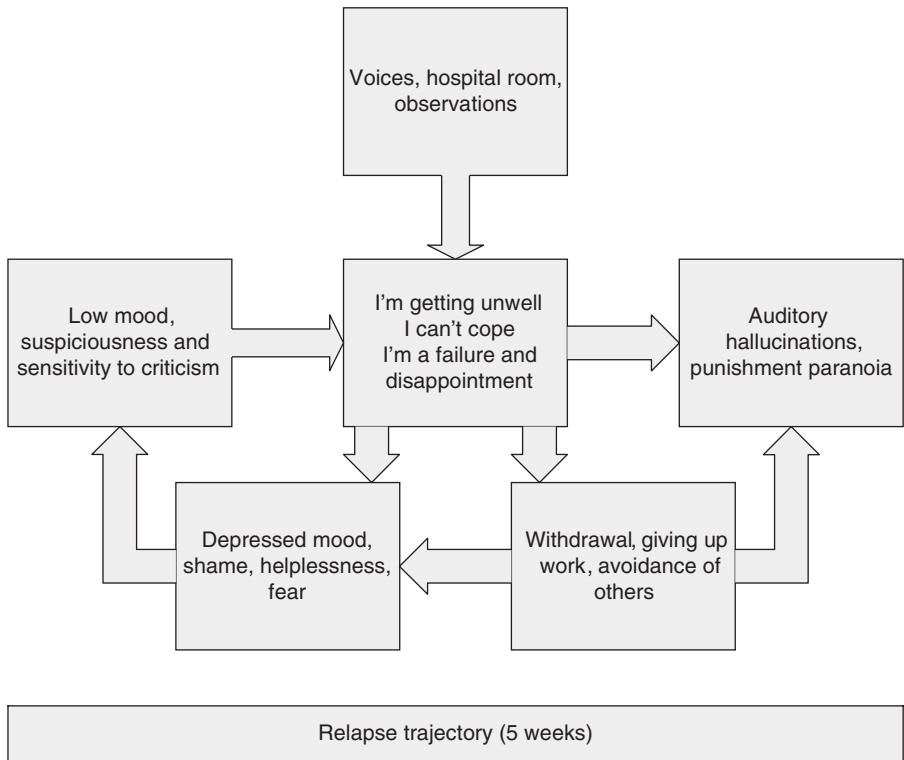 Voices, hospital room,
observations
Low mood,
suspiciousness and
sensitivity to criticism
I’m getting unwell
I can’t cope
I’m a failure and
disappointment
Auditory
hallucinations,
punishment paranoia
Depressed mood,
shame, helplessness,
fear
Withdrawal, giving up
work, avoidance of
others
Relapse trajectory (5 weeks)